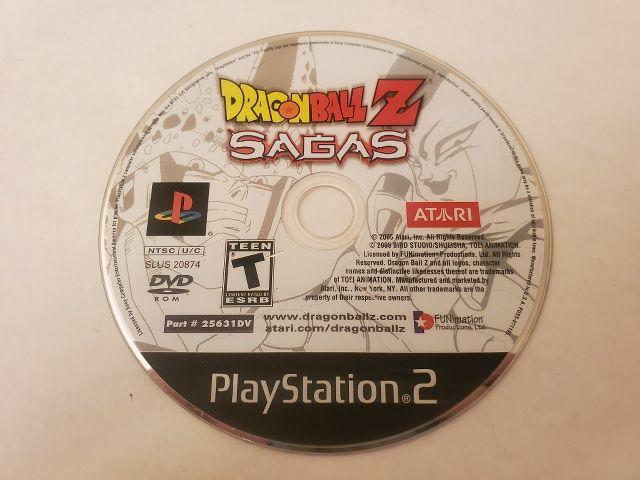 DRAGONBALL Z
SAGAS
ATARI
NTSC U/C
SLUS 20874
DVD
ROM
TEEN
T
CONTENT RATED BY
ESRB
© 2005 Atari, Inc. All Rights Reserved.
© 2005 BIRD STUDIO/SHUEISHA, TOEI ANIMATION.
Licensed by FUNimation® Productions, Ltd. All Rights
Reserved. Dragon Ball Z and all logos, character
names and distinctive likenesses thereof are trademarks
of TOEI ANIMATION. Manufactured and marketed by
Atari, Inc., New York, NY. All other trademarks are the
property of their respective owners.
Part # 25631DV
www.dragonballz.com
atari.com/dragonballz
FUNimation
Productions, Ltd.
PlayStation®2